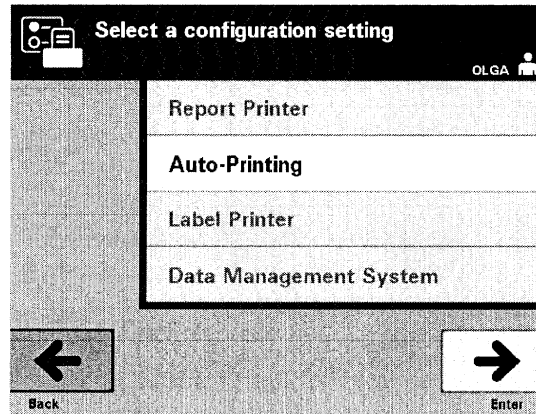 Select a configuration setting
OLGA
Report Printer
Auto-Printing
Label Printer
Data Management System
Back
Enter